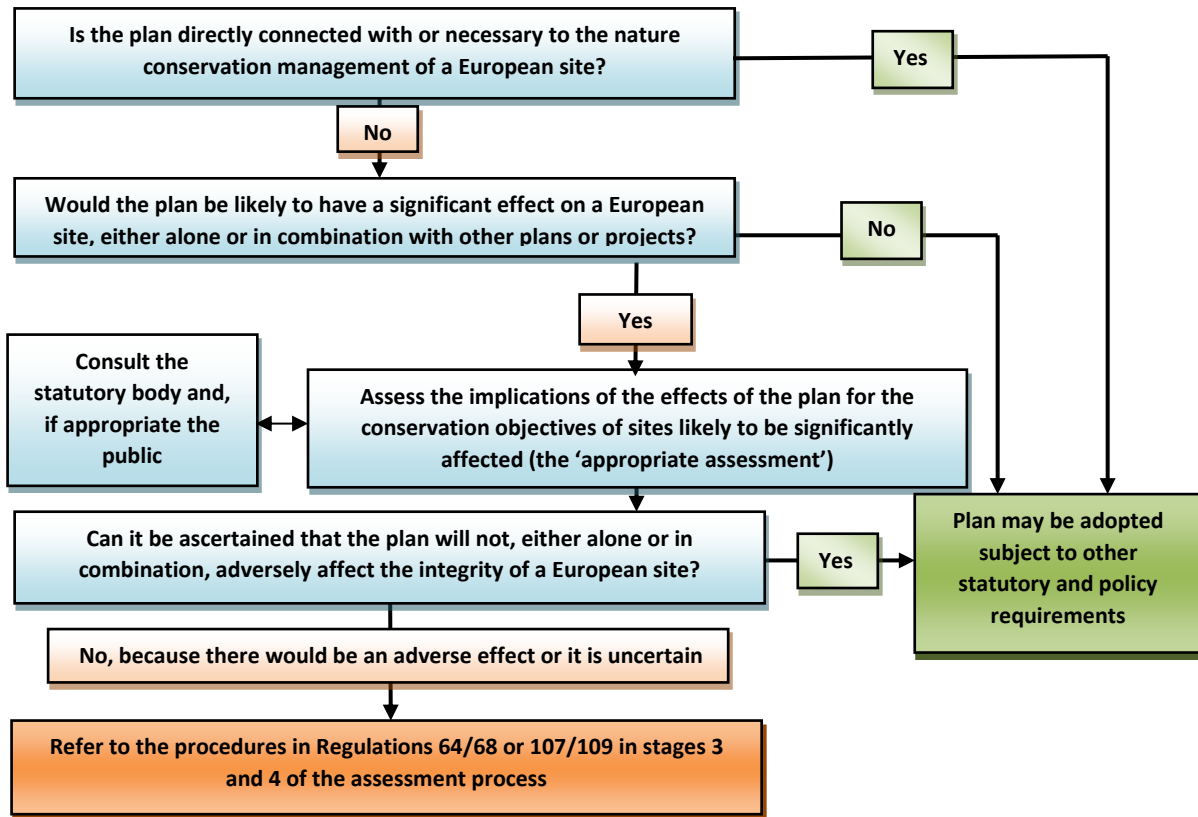 Is the plan directly connected with or necessary to the nature
conservation management of a European site?
Yes
No
Would the plan be likely to have a significant effect on a European
site, either alone or in combination with other plans or projects?
No
Yes
Consult the
statutory body and,
if appropriate the
public
Assess the implications of the effects of the plan for the
conservation objectives of sites likely to be significantly
affected (the ‘appropriate assessment’)
Can it be ascertained that the plan will not, either alone or in
combination, adversely affect the integrity of a European site?
Yes
Plan may be adopted
subject to other
statutory and policy
requirements
No, because there would be an adverse effect or it is uncertain
Refer to the procedures in Regulations 64/68 or 107/109 in stages 3
and 4 of the assessment process